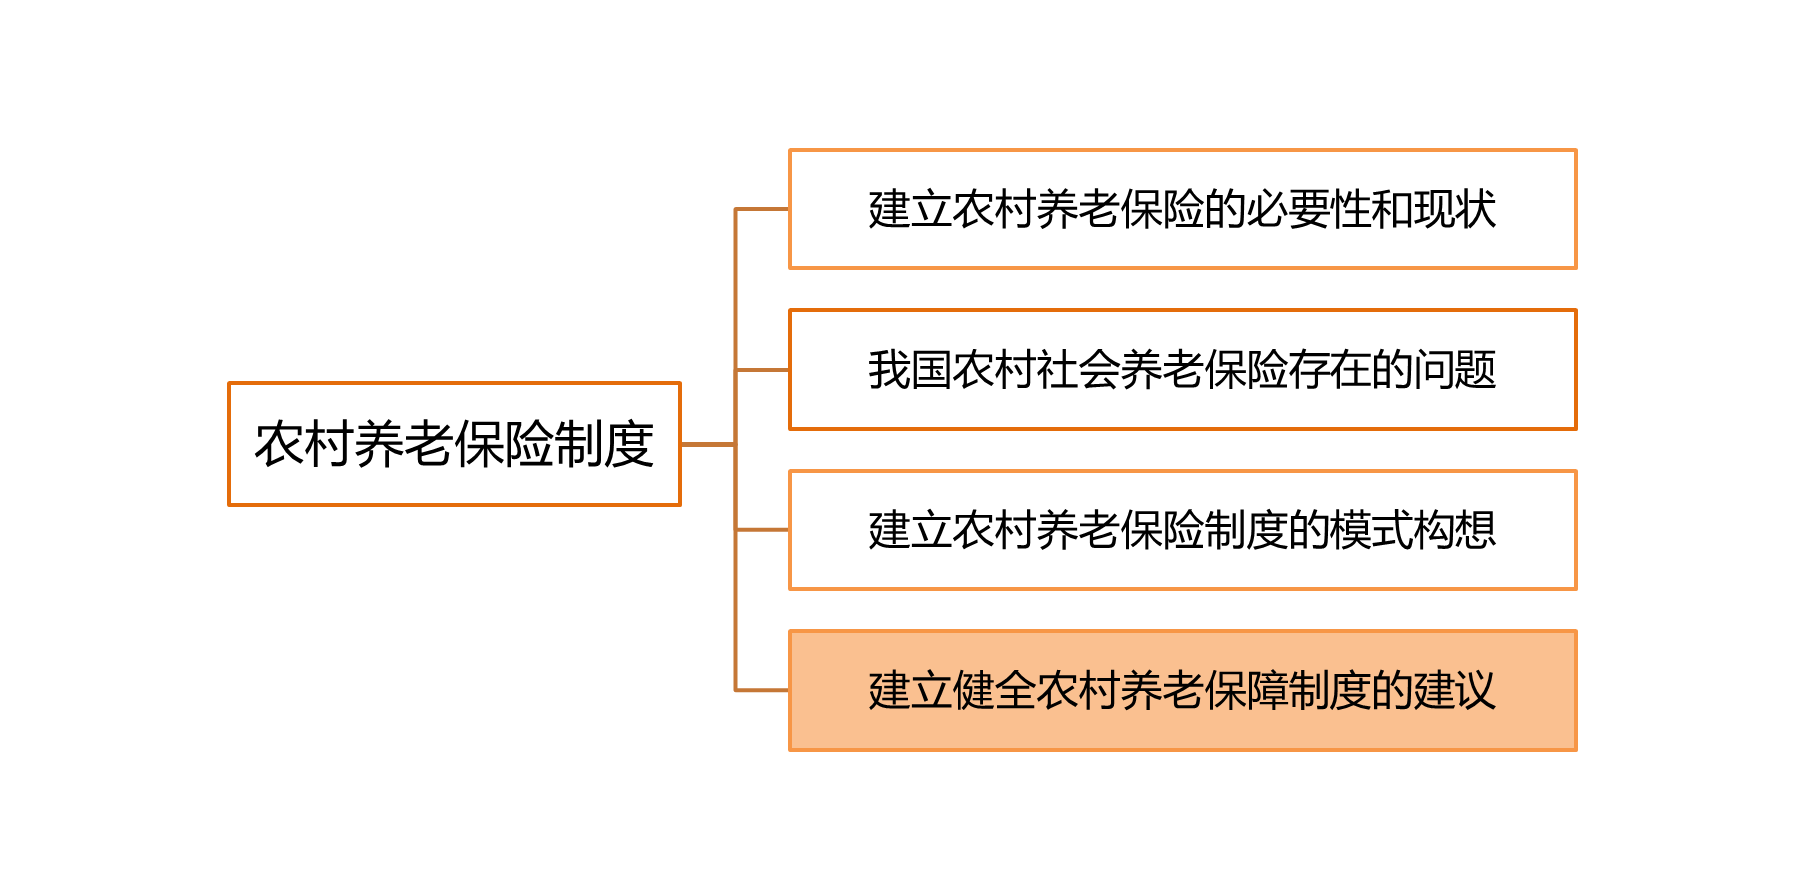 建立农村养老保险的必要性和现状
我国农村社会养老保险存在的问题
农村养老保险制度
建立农村养老保险制度的模式构想
建立健全农村养老保障制度的建议